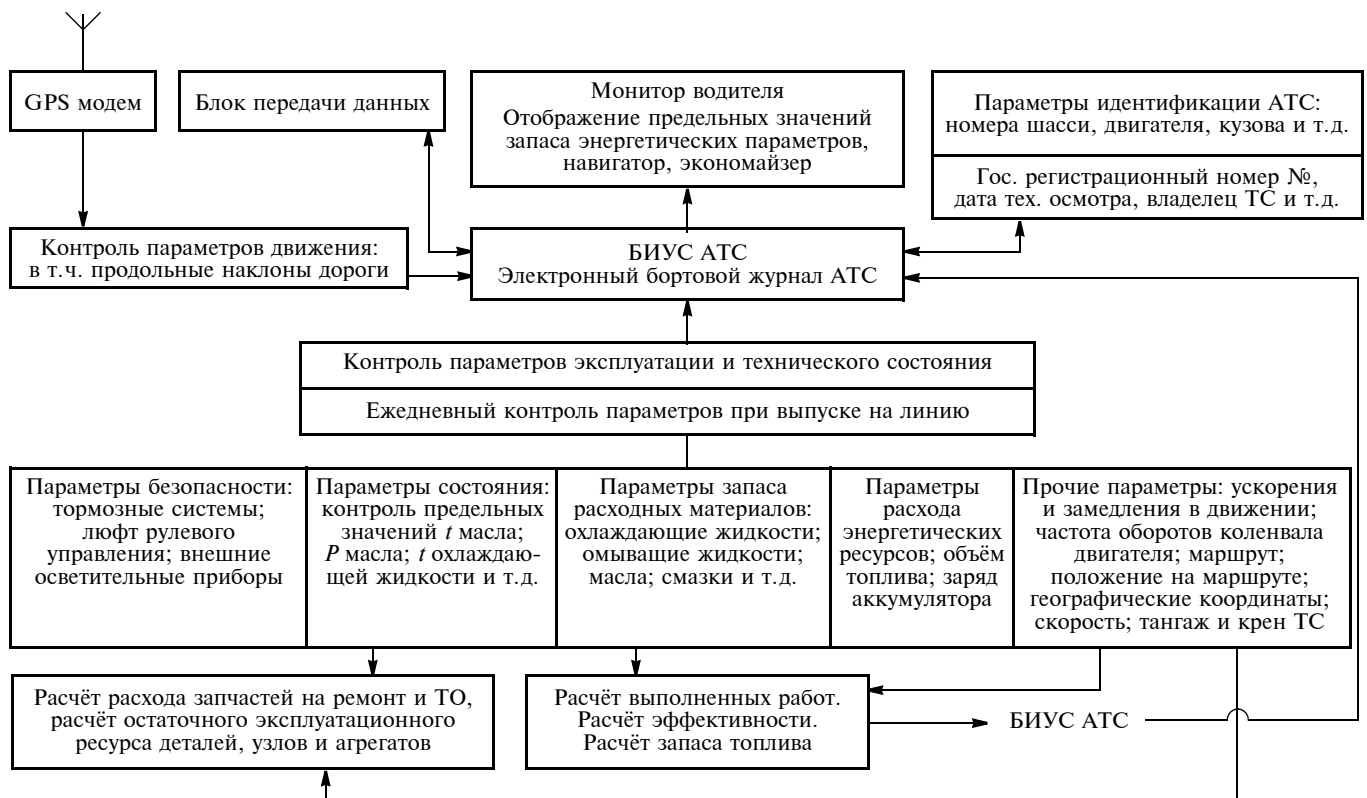 GPS модем
Блок передачи данных
Монитор водителя
Отображение предельных значений
запаса энергетических параметров,
навигатор, экономайзер
Параметры идентификации АТС:
номера шасси, двигателя, кузова и т.д.
Гос. регистрационный номер №,
дата тех. осмотра, владелец ТС и т.д.
Контроль параметров движения:
в т.ч. продольные наклоны дороги
БИУС АТС
Электронный бортовой журнал АТС
Контроль параметров эксплуатации и технического состояния
Ежедневный контроль параметров при выпуске на линию
Параметры безопасности:
тормозные системы;
люфт рулевого
управления; внешние
осветительные приборы
Параметры состояния:
контроль предельных
значений t масла;
P масла; t охлаждаю-
щей жидкости и т.д.
Параметры запаса
расходных материалов:
охлаждающие жидкости;
омыващие жидкости;
масла; смазки и т.д.
Параметры
расхода
энергетических
ресурсов; объём
топлива; заряд
аккумулятора
Прочие параметры: ускорения
и замедления в движении;
частота оборотов коленвала
двигателя; маршрут;
положение на маршруте;
географические координаты;
скорость; тангаж и крен ТС
Расчёт расхода запчастей на ремонт и ТО,
расчёт остаточного эксплуатационного
ресурса деталей, узлов и агрегатов
Расчёт выполненных работ.
Расчёт эффективности.
Расчёт запаса топлива
БИУС АТС